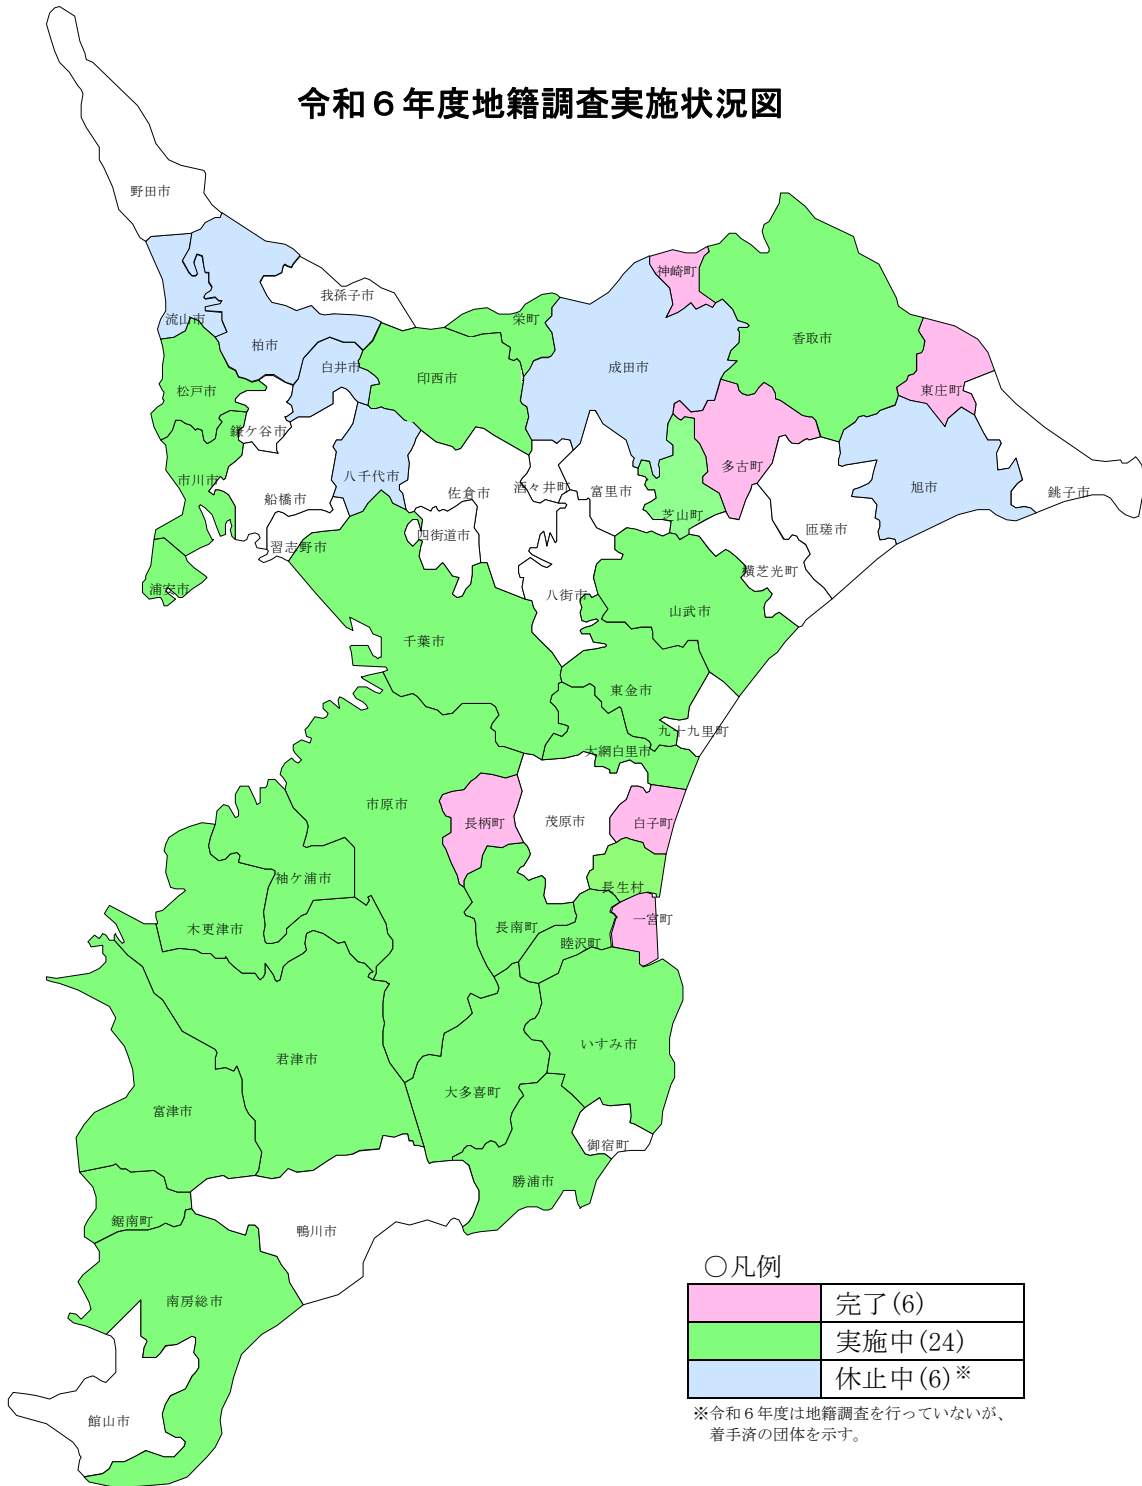 令和６年度地籍調査実施状況図
野田市
流山市
柏市
我孫子市
白井市
松戸市
鎌ケ谷市
市川市
船橋市
習志野市
浦安市
八千代市
印西市
栄町
成田市
神崎町
香取市
東庄町
多古町
旭市
銚子市
匝瑳市
横芝光町
芝山町
富里市
酒々井町
佐倉市
四街道市
八街市
山武市
千葉市
東金市
九十九里町
大網白里市
市原市
長柄町
茂原市
白子町
長生村
一宮町
睦沢町
長南町
袖ケ浦市
木更津市
君津市
富津市
大多喜町
いすみ市
御宿町
勝浦市
鴨川市
鋸南町
南房総市
館山市
○凡例
完了(6)
実施中(24)
休止中(6)※
※令和６年度は地籍調査を行っていないが、
着手済の団体を示す。